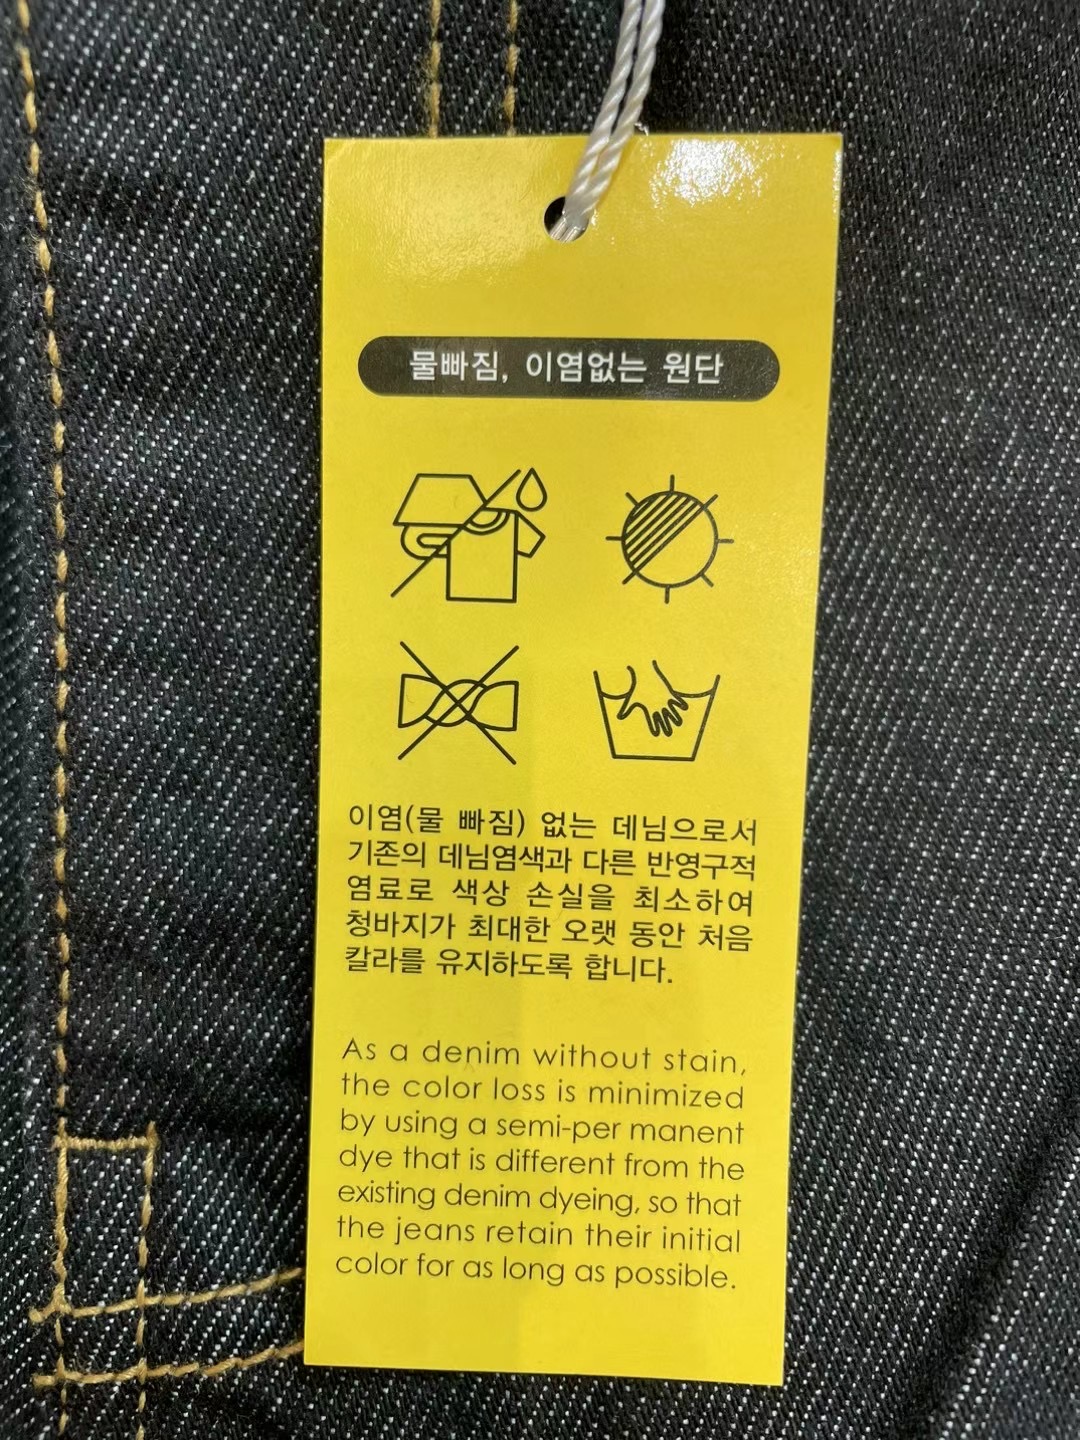 물빠짐, 이염없는 원단
이염(물 빠짐) 없는 데님으로서
기존의 데님염색과 다른 반영구적
염료로 색상 손실을 최소하여
청바지가 최대한 오랫 동안 처음
칼라를 유지하도록 합니다.
As a denim without stain,
the color loss is minimized
by using a semi-per manent
dye that is different from the
existing denim dyeing, so that
the jeans retain their initial
color for as long as possible.